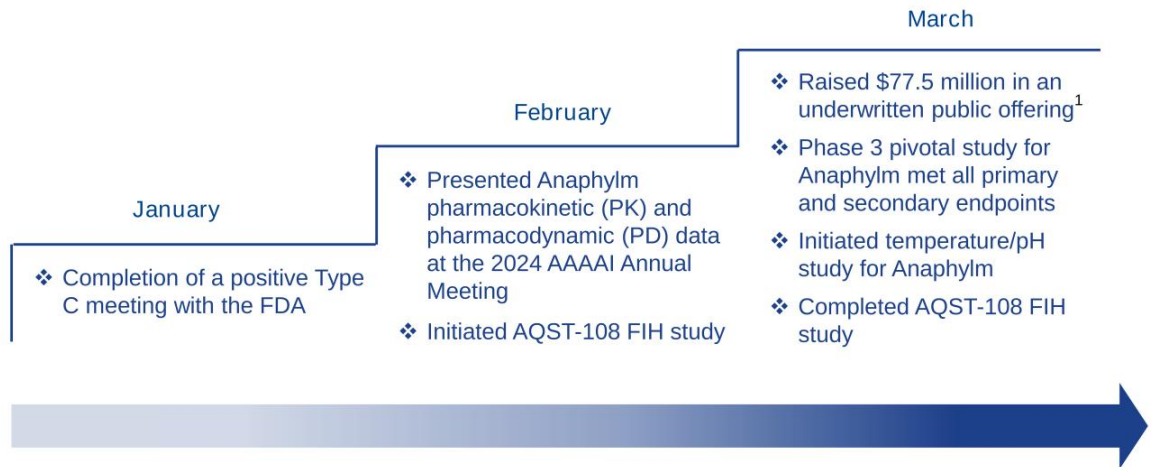 January
❖ Completion of a positive Type
C meeting with the FDA
February
❖ Presented Anaphylm
pharmacokinetic (PK) and
pharmacodynamic (PD) data
at the 2024 AAAAI Annual
Meeting
❖ Initiated AQST-108 FIH study
March
❖ Raised $77.5 million in an
underwritten public offering1
❖ Phase 3 pivotal study for
Anaphylm met all primary
and secondary endpoints
❖ Initiated temperature/pH
study for Anaphylm
❖ Completed AQST-108 FIH
study